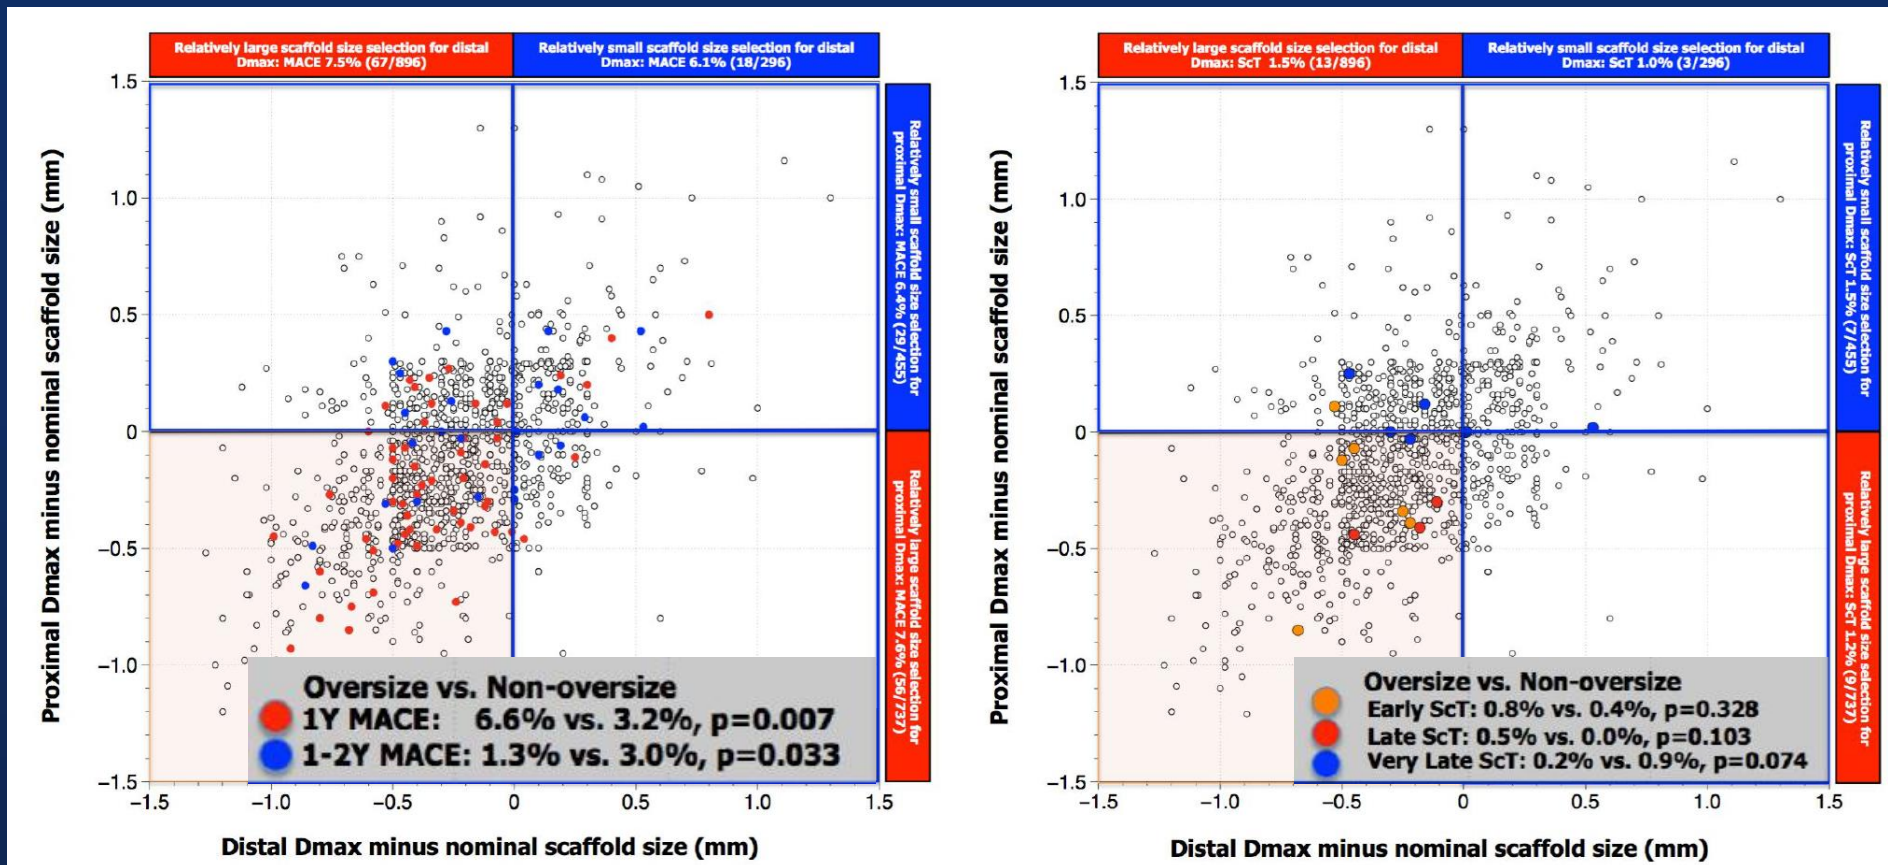 Relatively large scaffold size selection for distal
Dmax: MACE 7.5% (67/896)
Relatively small scaffold size selection for distal
Dmax: MACE 6.1% (18/296)
Relatively small scaffold size selection for
proximal Dmax: MACE 6.4% (29/455)
Relatively large scaffold size selection for
proximal Dmax: MACE 7.6% (56/737)
Proximal Dmax minus nominal scaffold size (mm)
1.5
1.0
0.5
0
−0.5
−1.0
−1.5
Oversize vs. Non-oversize
1Y MACE: 6.6% vs. 3.2%, p=0.007
1-2Y MACE: 1.3% vs. 3.0%, p=0.033
−1.5 −1.0 −0.5 0 0.5 1.0 1.5
Distal Dmax minus nominal scaffold size (mm)
Relatively large scaffold size selection for distal
Dmax: ScT 1.5% (13/896)
Relatively small scaffold size selection for distal
Dmax: ScT 1.0% (3/296)
Relatively small scaffold size selection for
proximal Dmax: ScT 1.5% (7/455)
Relatively large scaffold size selection for
proximal Dmax: ScT 1.2% (9/737)
Proximal Dmax minus nominal scaffold size (mm)
1.5
1.0
0.5
0
−0.5
−1.0
−1.5
Oversize vs. Non-oversize
Early ScT: 0.8% vs. 0.4%, p=0.328
Late ScT: 0.5% vs. 0.0%, p=0.103
Very Late ScT: 0.2% vs. 0.9%, p=0.074
−1.5 −1.0 −0.5 0 0.5 1.0 1.5
Distal Dmax minus nominal scaffold size (mm)